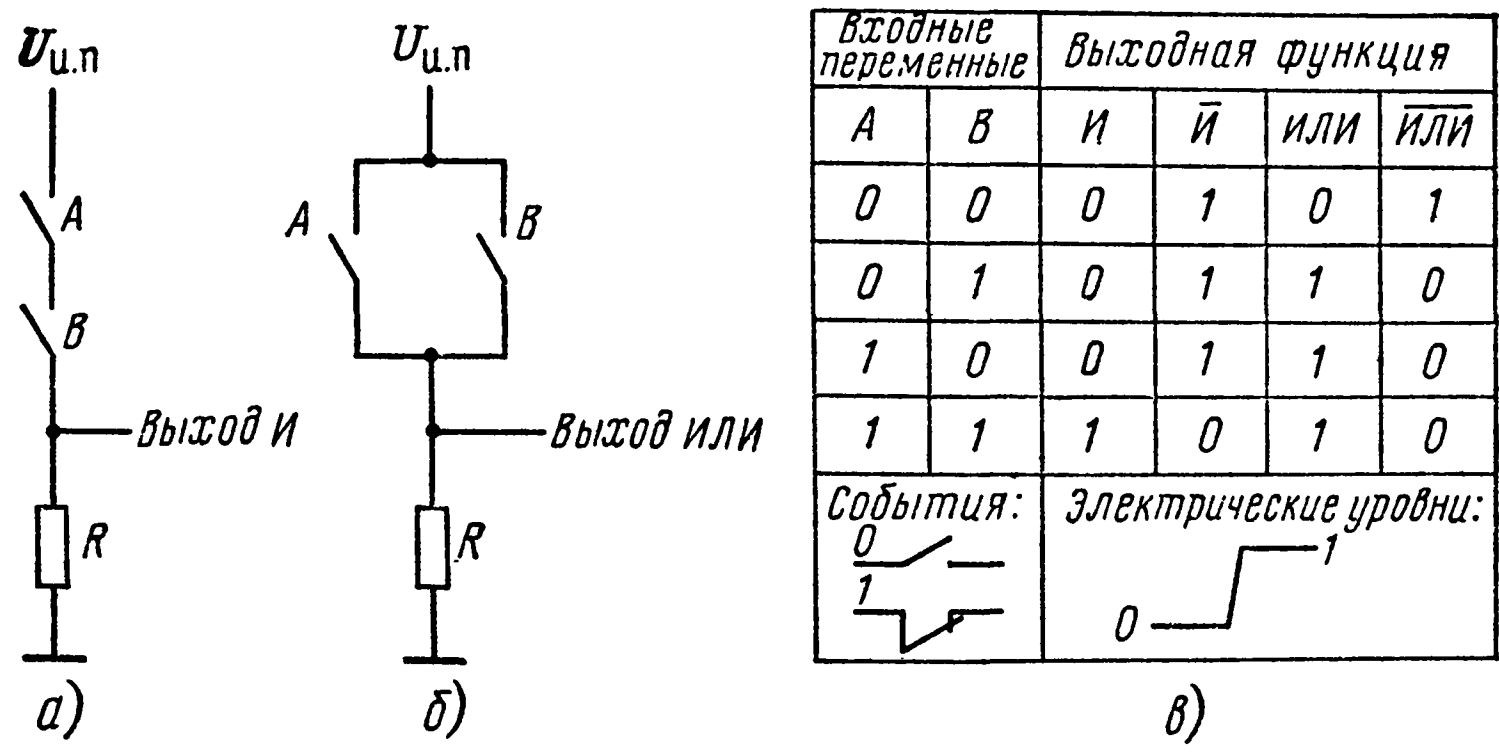 Uи.п
A
B
Выход И
R
а)
Uи.п
A
B
Выход ИЛИ
R
б)
Входные переменные
Выходная функция
A B И И̅ ИЛИ И̅Л̅И̅
0 0 0 1 0 1
0 1 0 1 1 0
1 0 0 1 1 0
1 1 1 0 1 0
События:
0
1
Электрические уровни:
1
0
в)